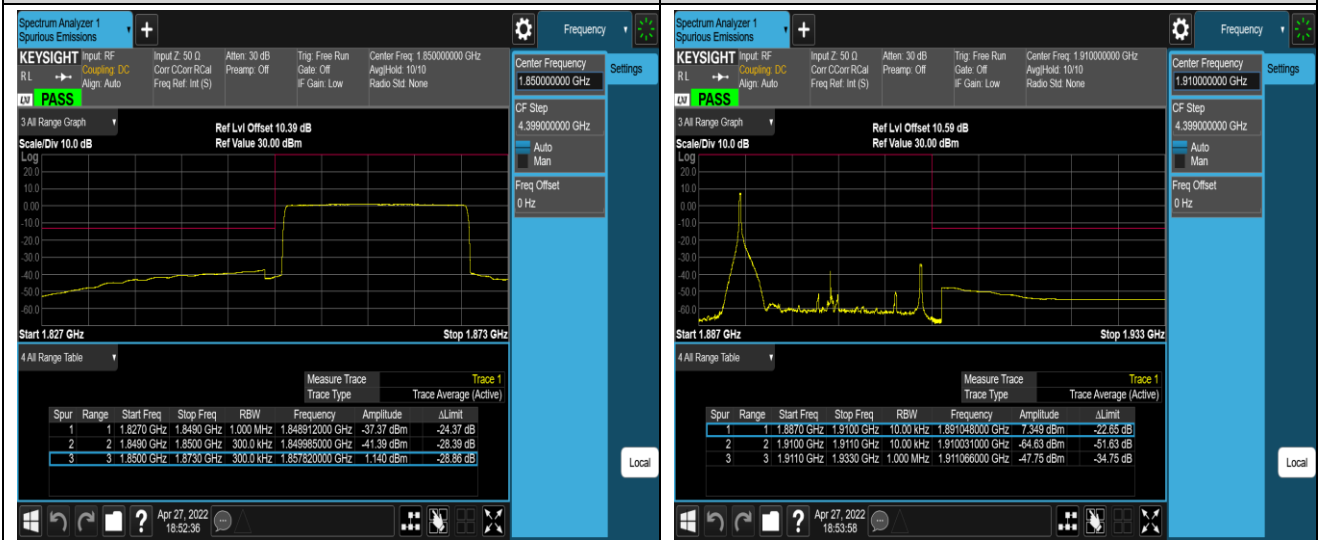 Spectrum Analyzer 1
Spurious Emissions
+
Frequency
KEYSIGHT Input: RF Input Z: 50 Ω Atten: 30 dB Trig: Free Run Center Freq: 1.850000000 GHz
RL Coupling: DC Corr CCorr RCal Preamp: Off Gate: Off Avg|Hold: 10/10
Align: Auto Freq Ref: Int (S) IF Gain: Low Radio Std: None
LXI PASS
Center Frequency
1.850000000 GHz
Settings
CF Step
4.399000000 GHz
Auto
Man
Freq Offset
0 Hz
3 All Range Graph
Ref Lvl Offset 10.39 dB
Scale/Div 10.0 dB Ref Value 30.00 dBm
Log
20.0
10.0
0.00
-10.0
-20.0
-30.0
-40.0
-50.0
-60.0
Start 1.827 GHz Stop 1.873 GHz
4 All Range Table
Measure Trace Trace 1
Trace Type Trace Average (Active)
Spur Range Start Freq Stop Freq RBW Frequency Amplitude ΔLimit
1 1 1.8270 GHz 1.8490 GHz 1.000 MHz 1.848912000 GHz -37.37 dBm -24.37 dB
2 2 1.8490 GHz 1.8500 GHz 300.0 kHz 1.849985000 GHz -41.39 dBm -28.39 dB
3 3 1.8500 GHz 1.8730 GHz 300.0 kHz 1.857820000 GHz 1.140 dBm -28.86 dB
Local
? Apr 27, 2022
18:52:36
Spectrum Analyzer 1
Spurious Emissions
+
Frequency
KEYSIGHT Input: RF Input Z: 50 Ω Atten: 30 dB Trig: Free Run Center Freq: 1.910000000 GHz
RL Coupling: DC Corr CCorr RCal Preamp: Off Gate: Off Avg|Hold: 10/10
Align: Auto Freq Ref: Int (S) IF Gain: Low Radio Std: None
LXI PASS
Center Frequency
1.910000000 GHz
Settings
CF Step
4.399000000 GHz
Auto
Man
Freq Offset
0 Hz
3 All Range Graph
Ref Lvl Offset 10.59 dB
Scale/Div 10.0 dB Ref Value 30.00 dBm
Log
20.0
10.0
0.00
-10.0
-20.0
-30.0
-40.0
-50.0
-60.0
Start 1.887 GHz Stop 1.933 GHz
4 All Range Table
Measure Trace Trace 1
Trace Type Trace Average (Active)
Spur Range Start Freq Stop Freq RBW Frequency Amplitude ΔLimit
1 1 1.8870 GHz 1.9100 GHz 10.00 kHz 1.891048000 GHz 7.349 dBm -22.65 dB
2 2 1.9100 GHz 1.9110 GHz 10.00 kHz 1.910031000 GHz -64.63 dBm -51.63 dB
3 3 1.9110 GHz 1.9330 GHz 1.000 MHz 1.911066000 GHz -47.75 dBm -34.75 dB
Local
? Apr 27, 2022
18:53:58